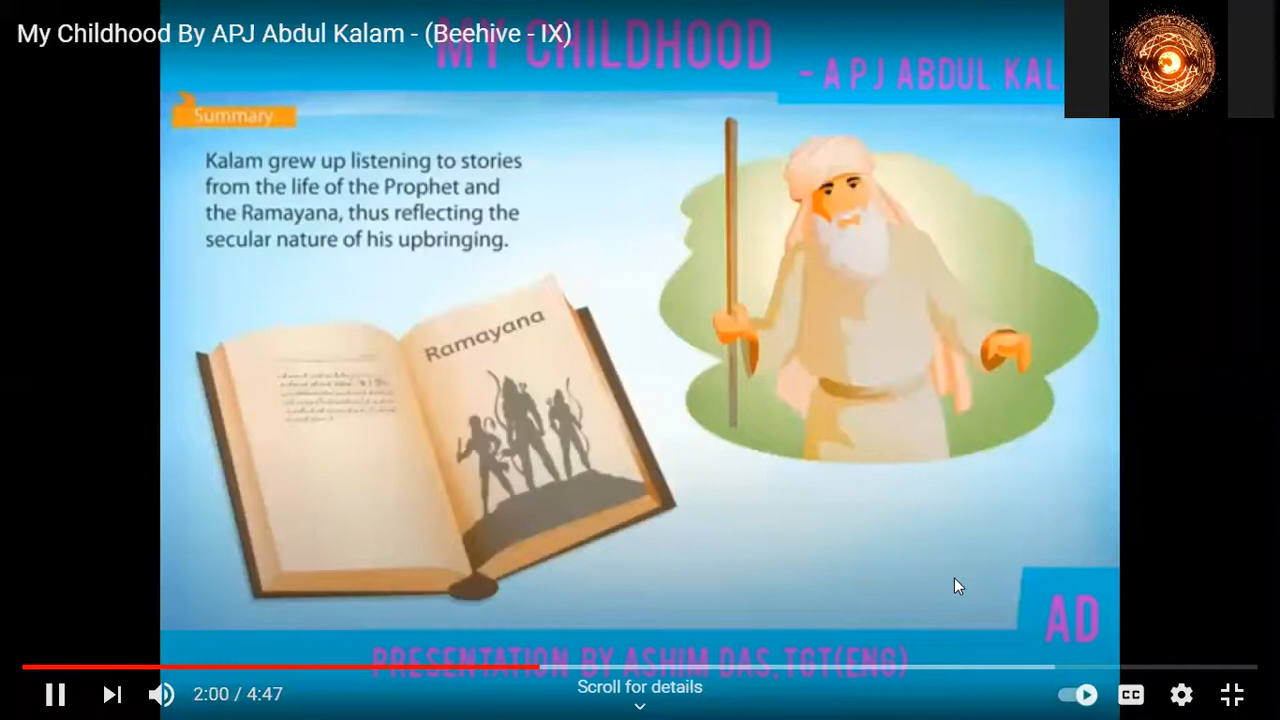 My Childhood By APJ Abdul Kalam - (Beehive - IX)
MY CHILDHOOD
- A P J ABDUL KAL
Summary
Kalam grew up listening to stories
from the life of the Prophet and
the Ramayana, thus reflecting the
secular nature of his upbringing.
Ramayana
AD
PRESENTATION BY ASHIM DAS,TGT(ENG)
2:00 / 4:47
Scroll for details
CC